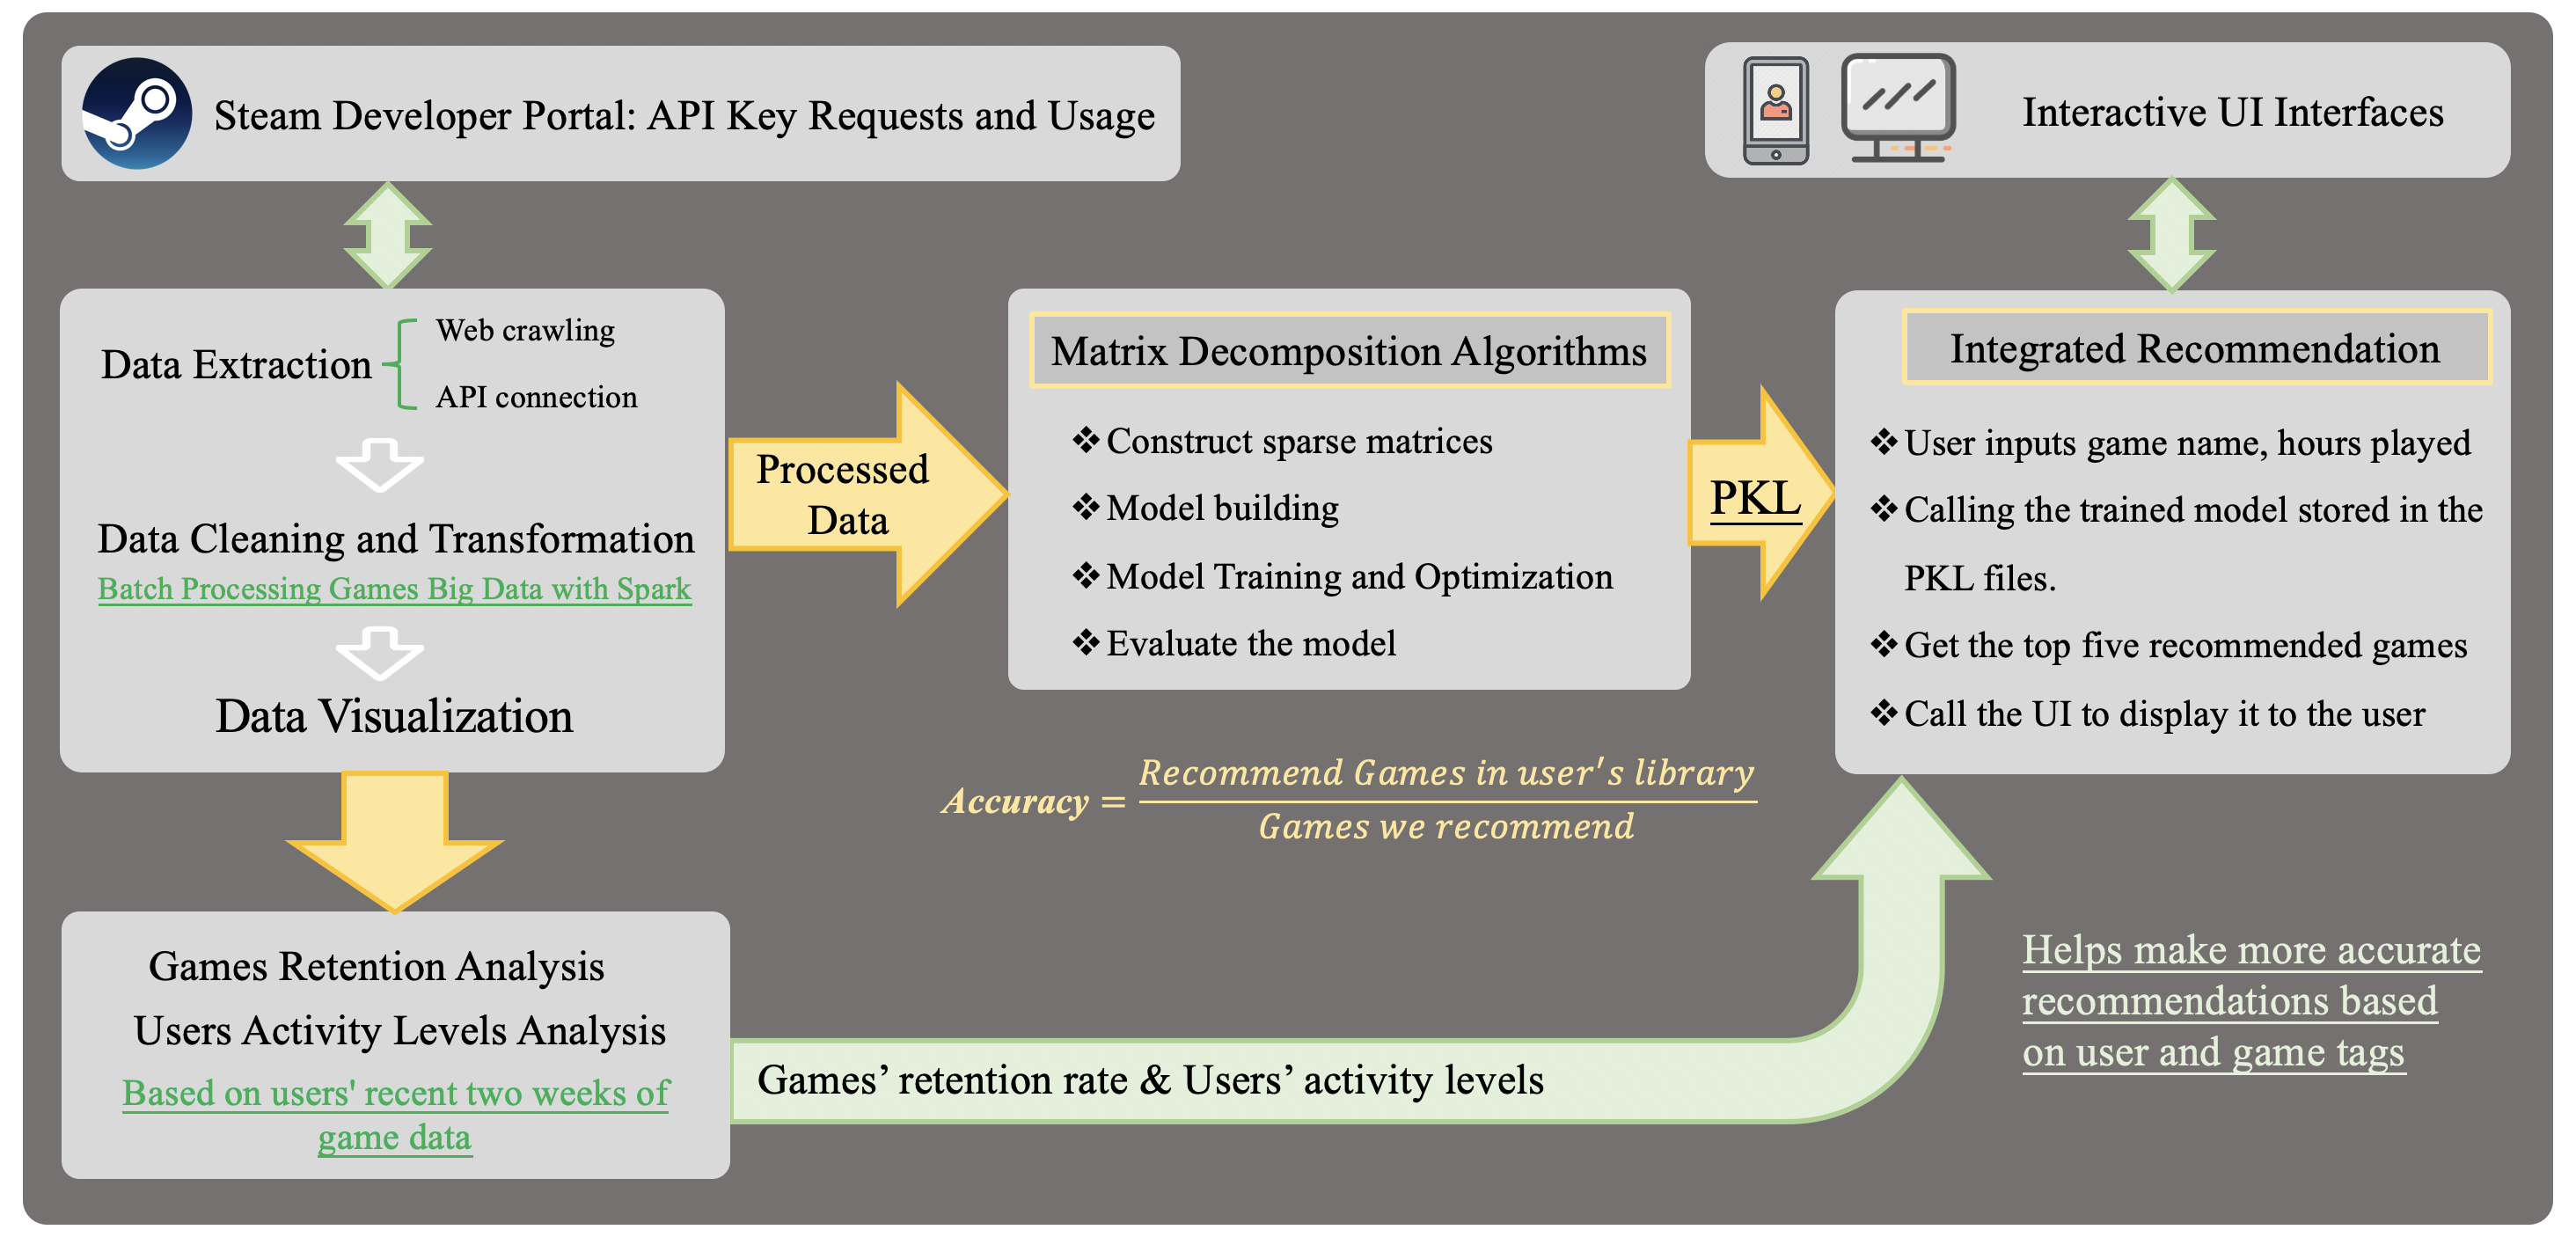 Steam Developer Portal: API Key Requests and Usage
Interactive UI Interfaces
Data Extraction
Web crawling
API connection
Data Cleaning and Transformation
Batch Processing Games Big Data with Spark
Data Visualization
Processed
Data
Matrix Decomposition Algorithms
❖ Construct sparse matrices
❖ Model building
❖ Model Training and Optimization
❖ Evaluate the model
PKL
Integrated Recommendation
❖ User inputs game name, hours played
❖ Calling the trained model stored in the
PKL files.
❖ Get the top five recommended games
❖ Call the UI to display it to the user
Recommend Games in user's library
Accuracy =
Games we recommend
Games Retention Analysis
Users Activity Levels Analysis
Based on users' recent two weeks of
game data
Games’ retention rate & Users’ activity levels
Helps make more accurate
recommendations based
on user and game tags